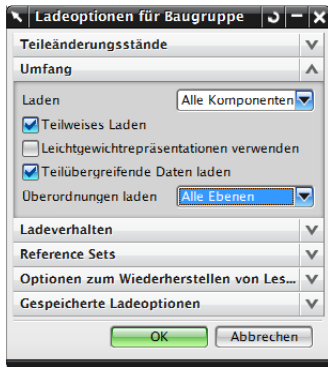 Ladeoptionen für Baugruppe
Teileänderungsstände
Umfang
Laden Alle Komponenten
Teilweises Laden
Leichtgewichtrepräsentationen verwenden
Teilübergreifende Daten laden
Überordnungen laden Alle Ebenen
Ladeverhalten
Reference Sets
Optionen zum Wiederherstellen von Les...
Gespeicherte Ladeoptionen
OK Abbrechen